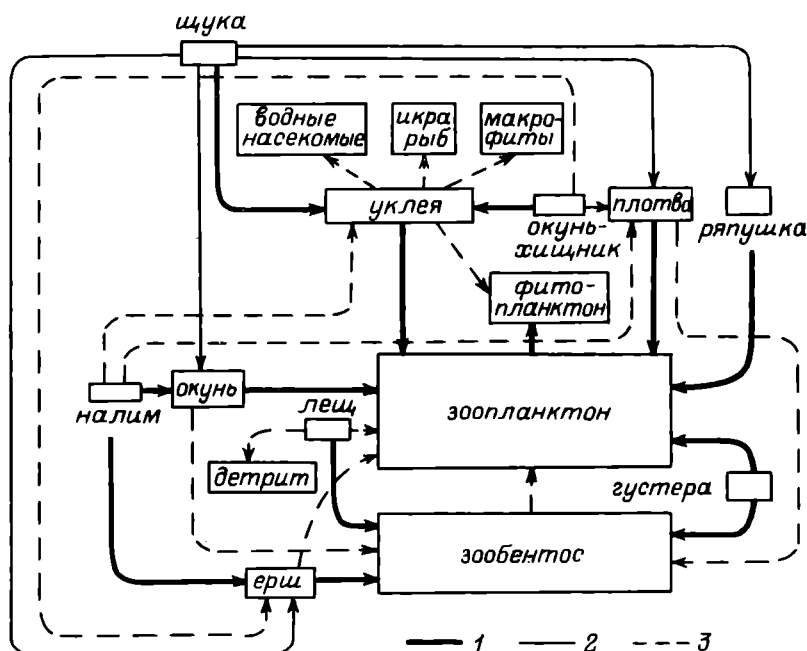 щука
водные
насекомые
икра
рыб
макро-
фиты
уклея
окунь-
хищник
плотва
ряпушка
фито-
планктон
налим
окунь
лещ
зоопланктон
детрит
густера
зообентос
ерш
1
2
3